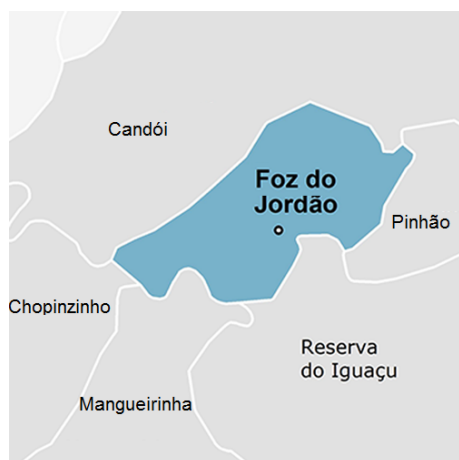 Candói
Foz do
Jordão
Pinhão
Chopinzinho
Reserva
do Iguaçu
Mangueirinha